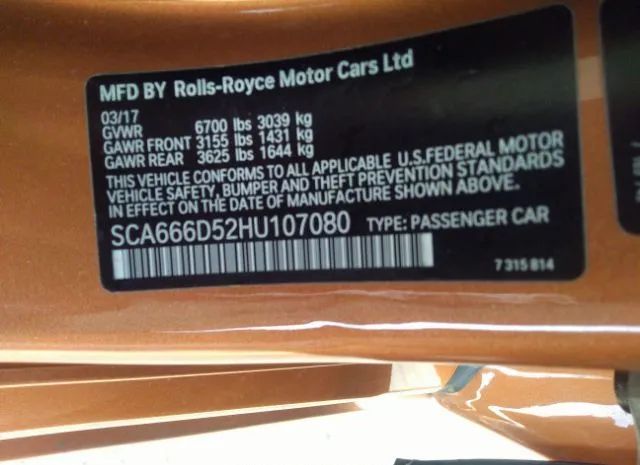 MFD BY Rolls-Royce Motor Cars Ltd
03/17
GVWR 6700 lbs 3039 kg
GAWR FRONT 3155 lbs 1431 kg
GAWR REAR 3625 lbs 1644 kg
THIS VEHICLE CONFORMS TO ALL APPLICABLE U.S.FEDERAL MOTOR
VEHICLE SAFETY, BUMPER AND THEFT PREVENTION STANDARDS
IN EFFECT ON THE DATE OF MANUFACTURE SHOWN ABOVE.
SCA666D52HU107080 TYPE: PASSENGER CAR
7 315 814